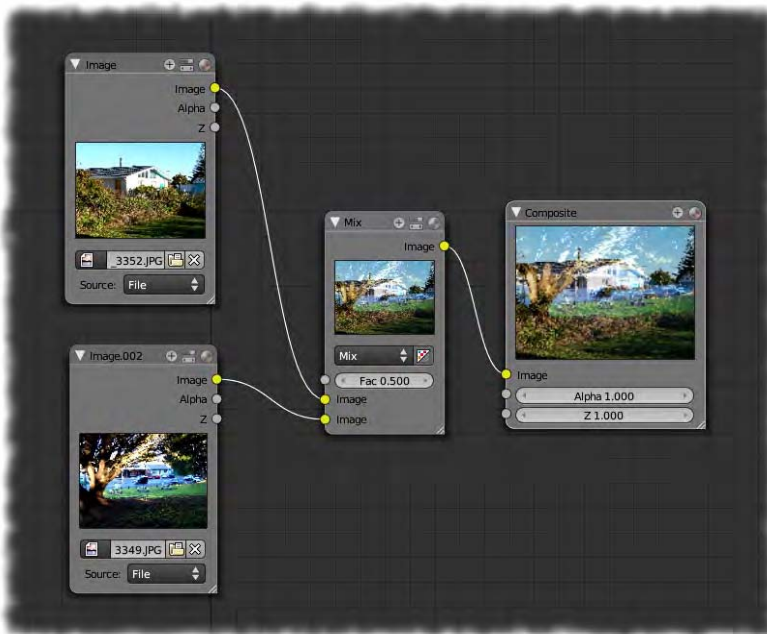 Image
Image
Alpha
Z
_3352.JPG
Source: File
Image.002
Image
Alpha
Z
3349.JPG
Source: File
Mix
Image
Mix
Fac 0.500
Image
Image
Composite
Image
Alpha 1.000
Z 1.000